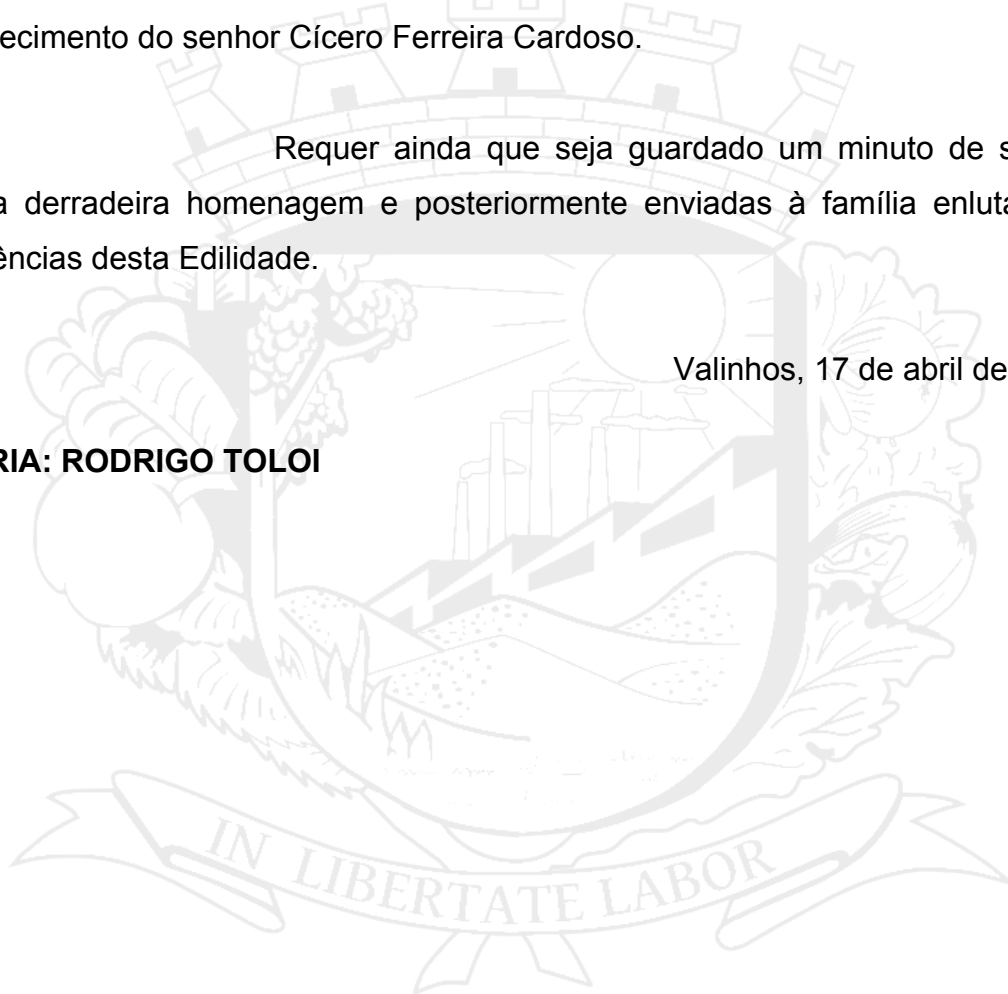 ecimento do senhor Cícero Ferreira Cardoso.
Requer ainda que seja guardado um minuto de s
a derradeira homenagem e posteriormente enviadas à família enluta
ências desta Edilidade.
Valinhos, 17 de abril de
RIA: RODRIGO TOLOI
IN LIBERTATE LABOR